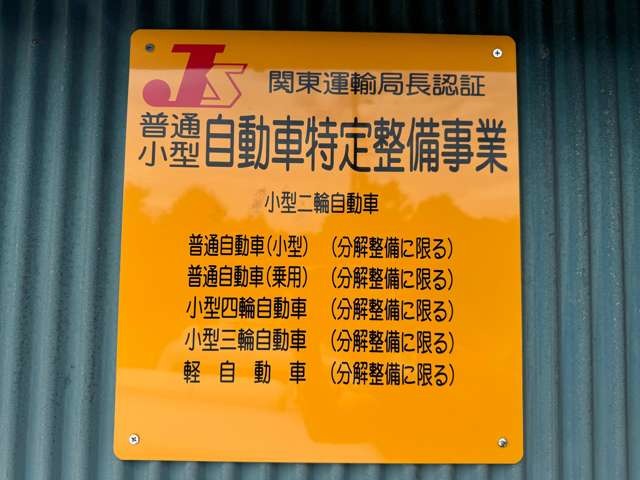 JS 関東運輸局長認証
普通
小型 自動車特定整備事業
小型二輪自動車
普通自動車(小型) (分解整備に限る)
普通自動車(乗用) (分解整備に限る)
小型四輪自動車 (分解整備に限る)
小型三輪自動車 (分解整備に限る)
軽自動車 (分解整備に限る)